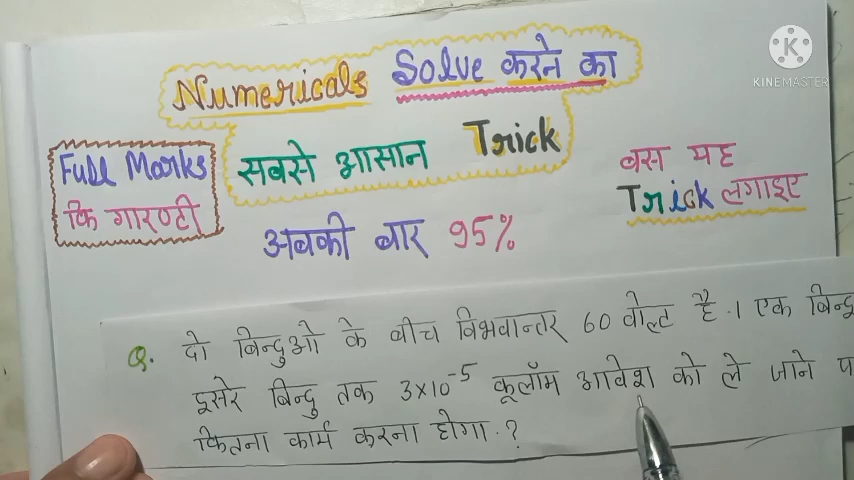 Numericals Solve करने का
सबसे आसान Trick
Full Marks
कि गारण्टी
बस यह
Trick लगाइए
अबकी बार 95%
Q. दो बिन्दुओ के बीच विभवान्तर 60 वोल्ट है । एक बिन्दु
दूसेर बिन्दु तक 3×10⁻⁵ कूलॉम आवेश को ले जाने
कितना कार्म करना होगा ?
K
KINEMASTER